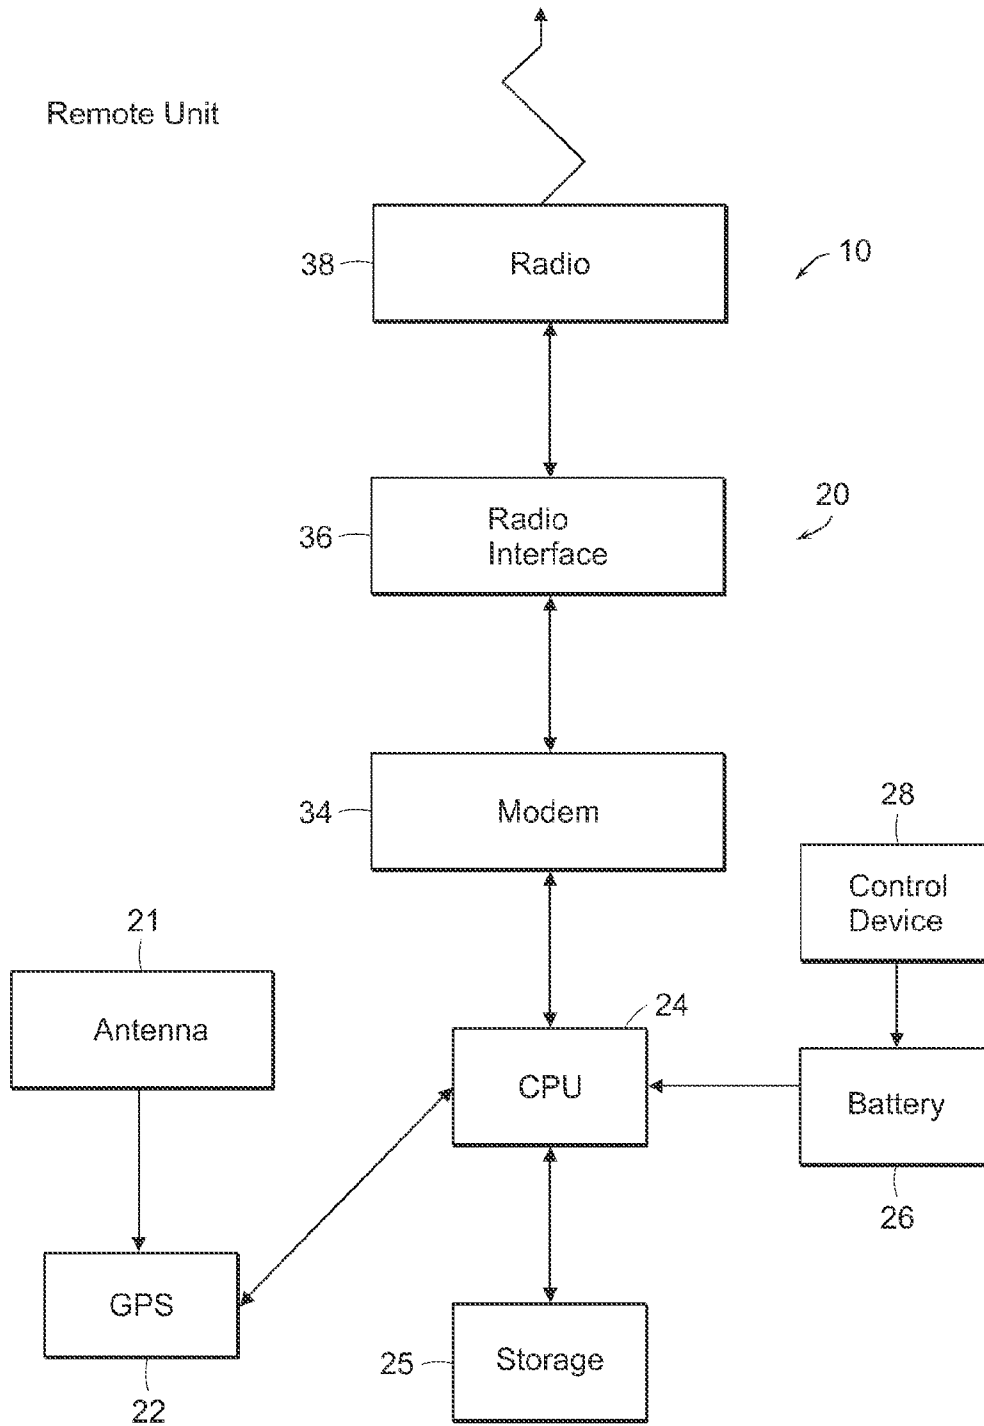 Remote Unit
38
Radio
10
36
Radio
Interface
20
34
Modem
28
Control
Device
21
Antenna
24
CPU
Battery
26
GPS
22
25
Storage